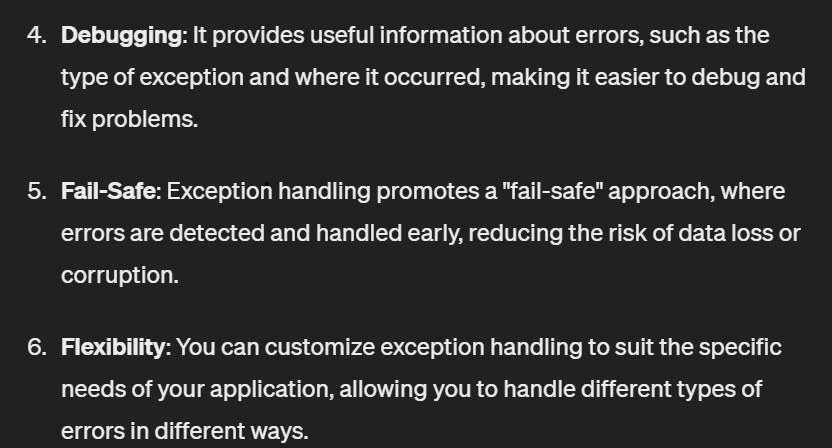 4. Debugging: It provides useful information about errors, such as the
type of exception and where it occurred, making it easier to debug and
fix problems.
5. Fail-Safe: Exception handling promotes a "fail-safe" approach, where
errors are detected and handled early, reducing the risk of data loss or
corruption.
6. Flexibility: You can customize exception handling to suit the specific
needs of your application, allowing you to handle different types of
errors in different ways.